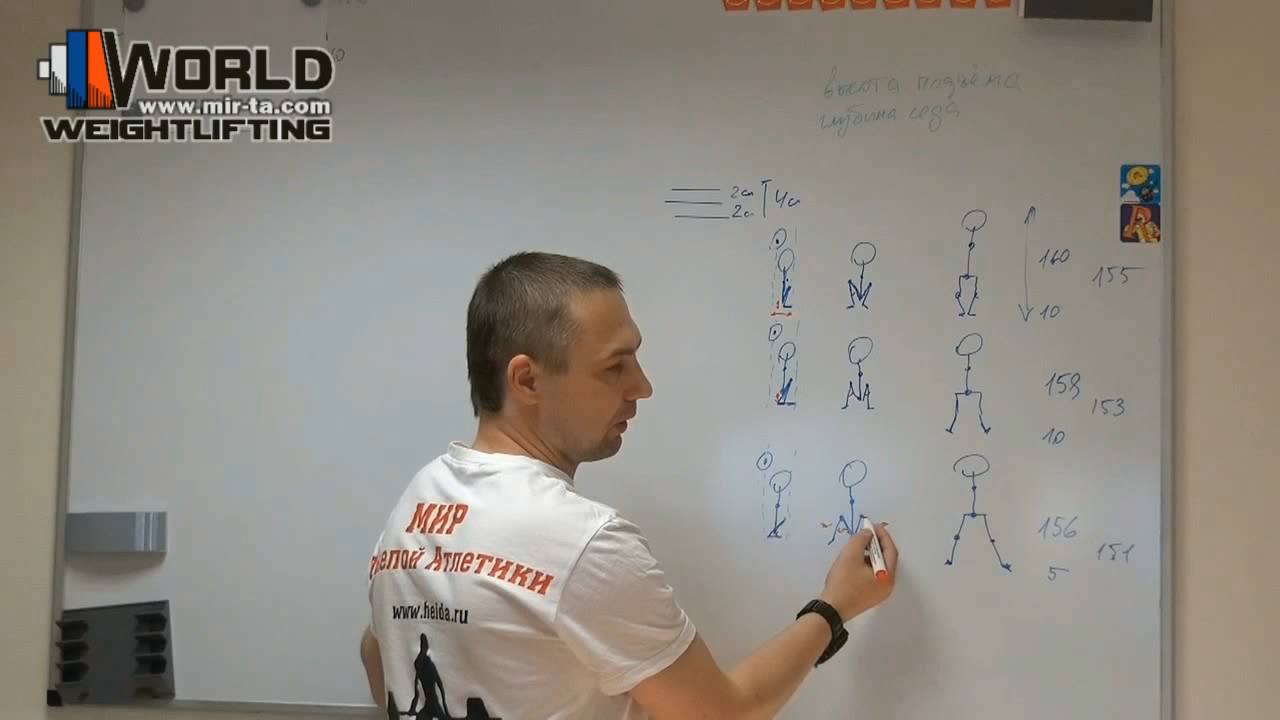 WORLD
www.mir-ta.com
WEIGHTLIFTING
высота подъёма
глубина седа
2см
2см
4см
160
10
155
158
10
153
156
5
151
МИР
Атлетики
www.heida.ru